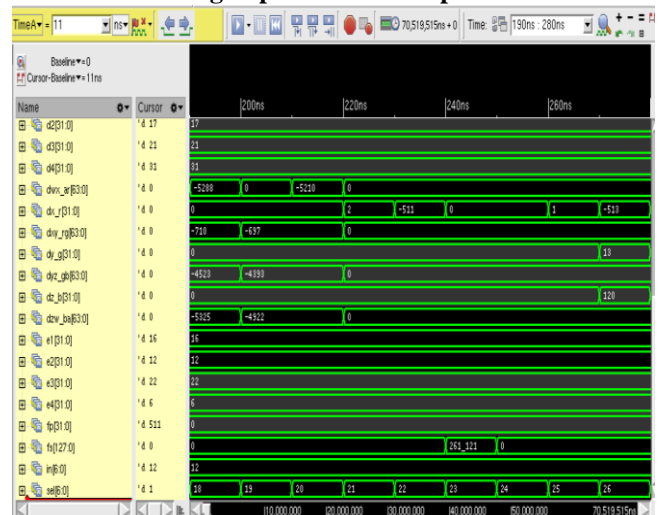 TimeA = 11 ns 70,519,515ns + 0 Time: 190ns : 280ns
Baseline = 0
Cursor-Baseline = 11ns
Name Cursor 200ns 220ns 240ns 260ns
d2[31:0] 'd 17 17
d3[31:0] 'd 21 21
d4[31:0] 'd 31 31
dwx_ar[63:0] 'd 0 -5288 0 -5210 0
dx_r[31:0] 'd 0 0 2 -511 0 1 -513
dxy_rg[63:0] 'd 0 -710 -697 0
dy_g[31:0] 'd 0 0 13
dyz_gb[63:0] 'd 0 -4523 -4393 0
dz_b[31:0] 'd 0 0 120
dzw_ba[63:0] 'd 0 -5325 -4922 0
e1[31:0] 'd 16 16
e2[31:0] 'd 12 12
e3[31:0] 'd 22 22
e4[31:0] 'd 6 6
fp[31:0] 'd 511 0
fs[127:0] 'd 0 0 261_121 0
in[6:0] 'd 12 12
sel[6:0] 'd 1 18 19 20 21 22 23 24 25 26
10,000,000 20,000,000 30,000,000 40,000,000 50,000,000 70,519,515ns